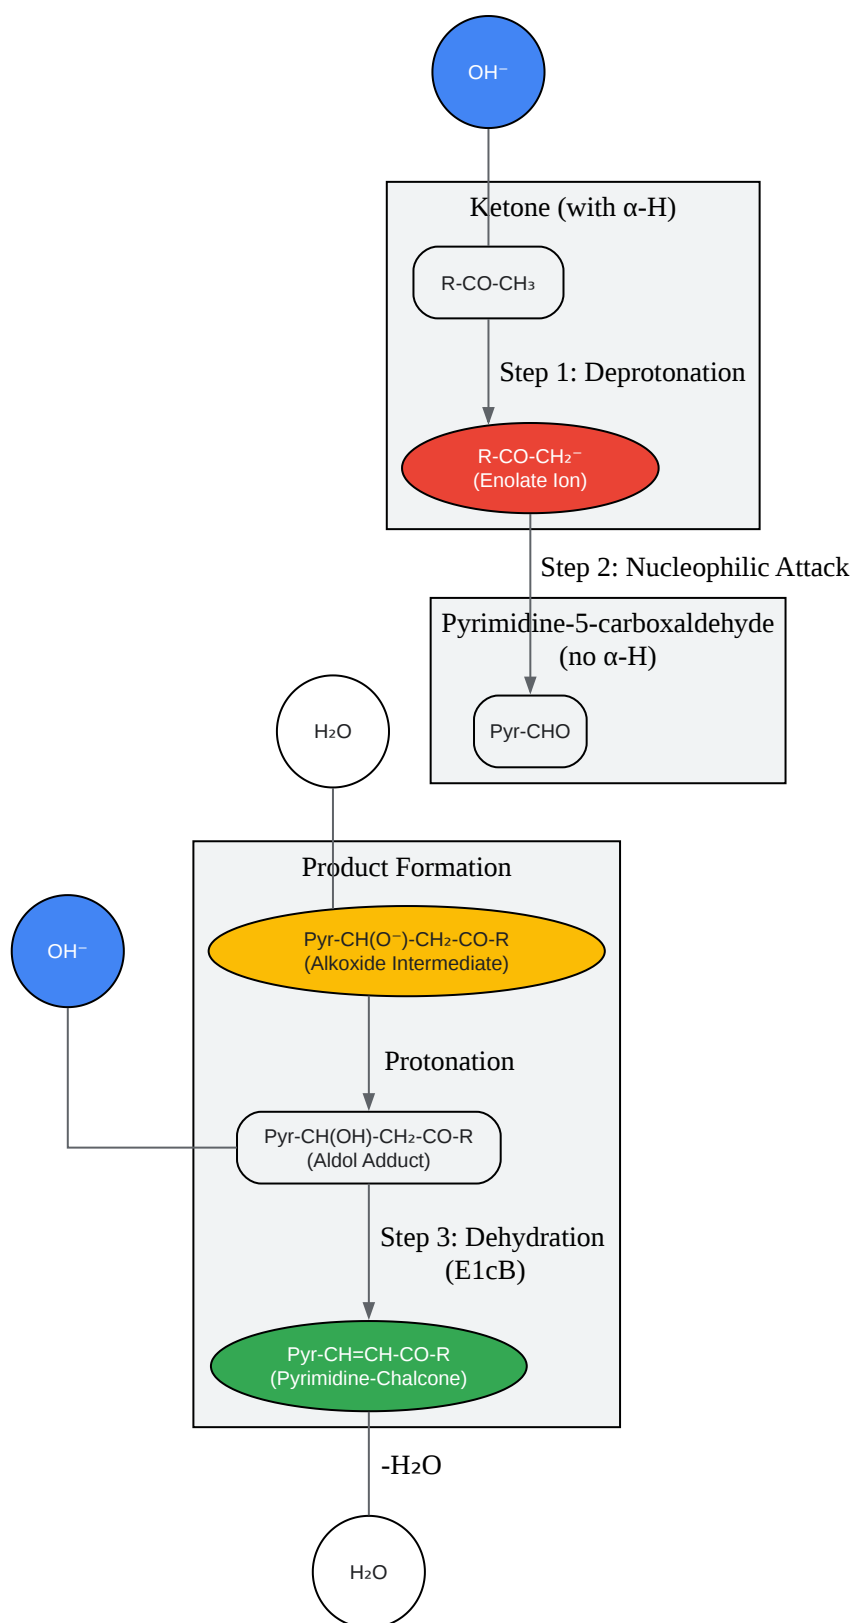 OH⁻
Ketone (with α-H)
R-CO-CH₃
Step 1: Deprotonation
R-CO-CH₂⁻
(Enolate Ion)
Step 2: Nucleophilic Attack
Pyrimidine-5-carboxaldehyde
(no α-H)
H₂O
Pyr-CHO
Product Formation
OH⁻
Pyr-CH(O⁻)-CH₂-CO-R
(Alkoxide Intermediate)
Protonation
Pyr-CH(OH)-CH₂-CO-R
(Aldol Adduct)
Step 3: Dehydration
(E1cB)
Pyr-CH=CH-CO-R
(Pyrimidine-Chalcone)
-H₂O
H₂O